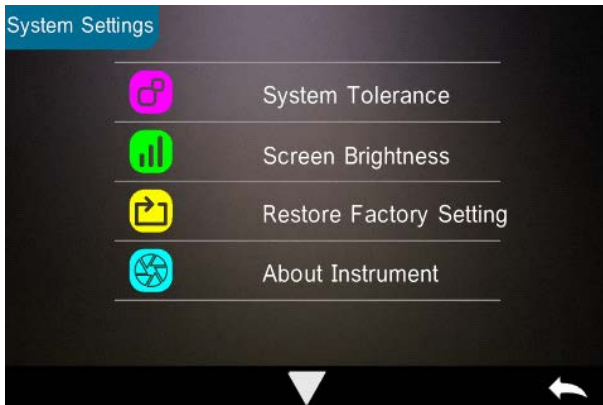 System Settings
System Tolerance
Screen Brightness
Restore Factory Setting
About Instrument